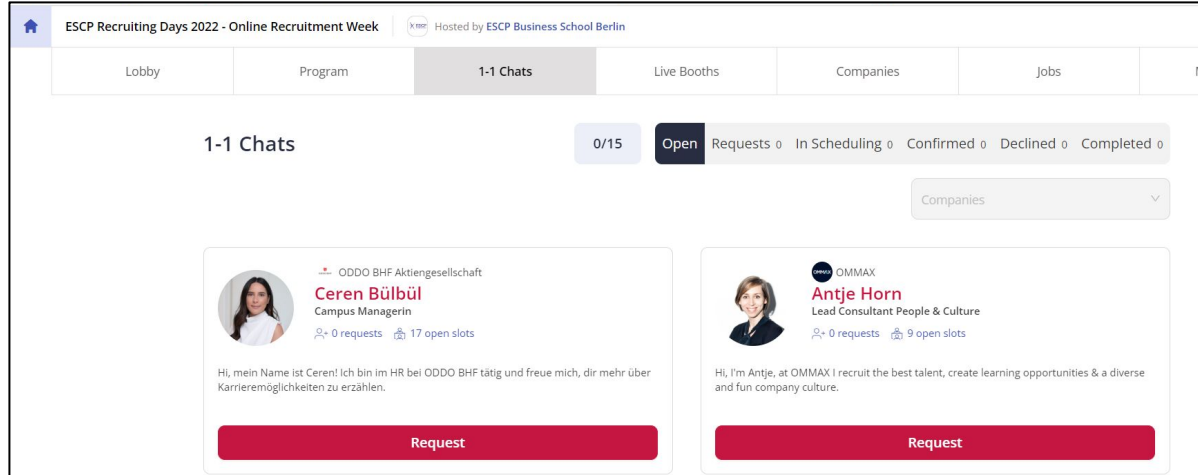 ESCP Recruiting Days 2022 - Online Recruitment Week Hosted by ESCP Business School Berlin
Lobby Program 1-1 Chats Live Booths Companies Jobs
1-1 Chats 0/15 Open Requests 0 In Scheduling 0 Confirmed 0 Declined 0 Completed 0
Companies
ODDO BHF Aktiengesellschaft
Ceren Bülbül
Campus Managerin
0 requests 17 open slots
Hi, mein Name ist Ceren! Ich bin im HR bei ODDO BHF tätig und freue mich, dir mehr über
Karrieremöglichkeiten zu erzählen.
Request
OMMAX OMMAX
Antje Horn
Lead Consultant People & Culture
0 requests 9 open slots
Hi, I'm Antje, at OMMAX I recruit the best talent, create learning opportunities & a diverse
and fun company culture.
Request